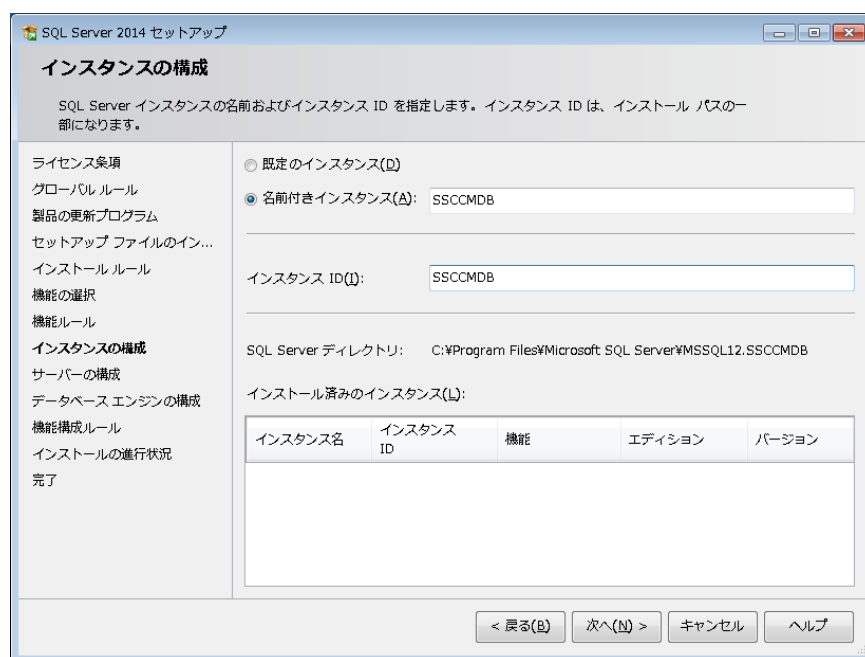 SQL Server 2014 セットアップ
インスタンスの構成
SQL Server インスタンスの名前およびインスタンス ID を指定します。インスタンス ID は、インストール パスの一
部になります。
ライセンス条項
グローバル ルール
製品の更新プログラム
セットアップ ファイルのイン...
インストール ルール
機能の選択
機能ルール
インスタンスの構成
サーバーの構成
データベース エンジンの構成
機能構成ルール
インストールの進行状況
完了
既定のインスタンス(D)
名前付きインスタンス(A): SSCCMDB
インスタンス ID(I): SSCCMDB
SQL Server ディレクトリ: C:¥Program Files¥Microsoft SQL Server¥MSSQL12.SSCCMDB
インストール済みのインスタンス(L):
インスタンス名 インスタンス ID 機能 エディション バージョン
< 戻る(B) 次へ(N) > キャンセル ヘルプ